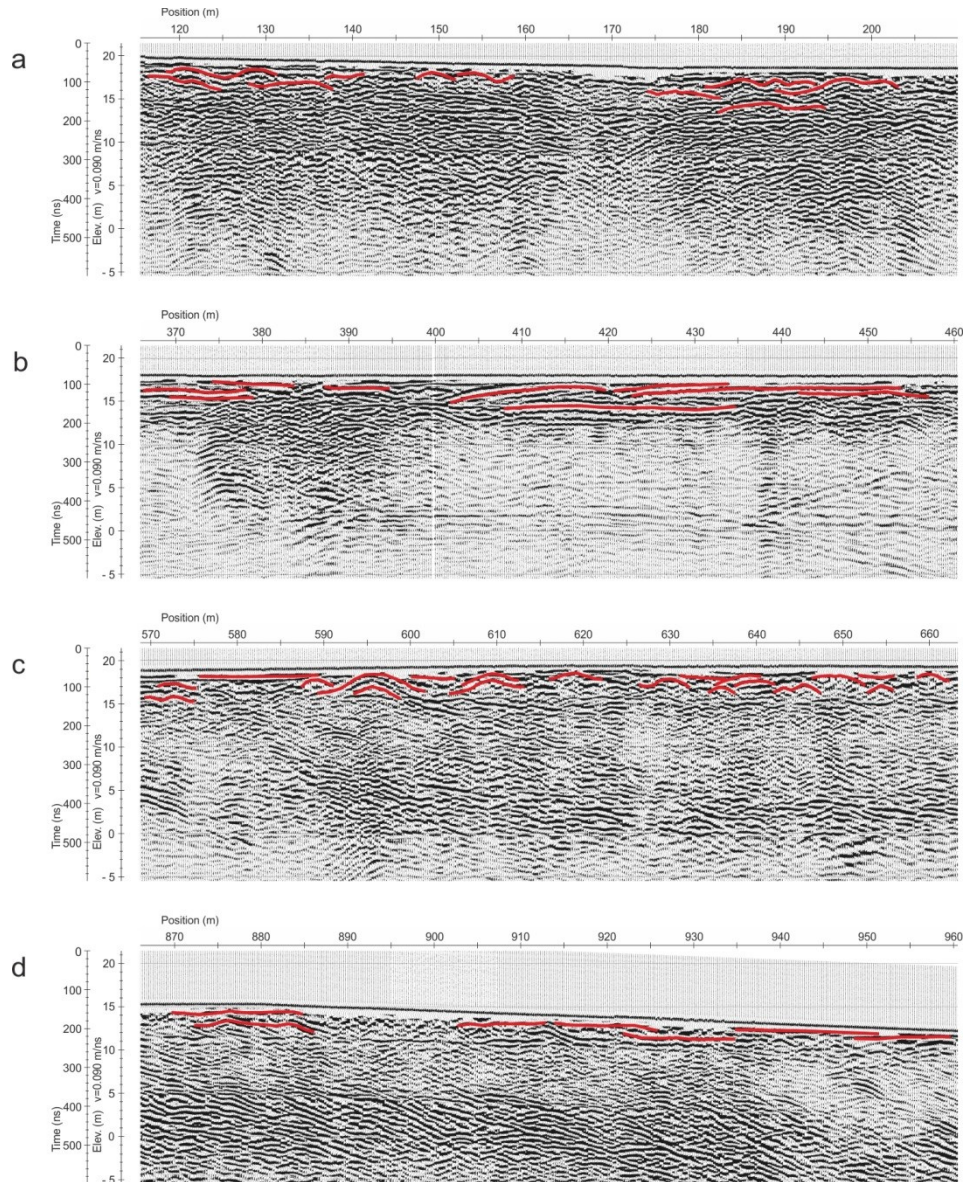 a
Position (m)
120 130 140 150 160 170 180 190 200
0 100 200 300 400 500
Time (ns)
20 15 10 5 0 -5
Elev. (m) v=0.090 m/ns
b
Position (m)
370 380 390 400 410 420 430 440 450 460
0 100 200 300 400 500
Time (ns)
20 15 10 5 0 -5
Elev. (m) v=0.090 m/ns
c
Position (m)
570 580 590 600 610 620 630 640 650 660
0 100 200 300 400 500
Time (ns)
20 15 10 5 0 -5
Elev. (m) v=0.090 m/ns
d
Position (m)
870 880 890 900 910 920 930 940 950 960
0 100 200 300 400 500
Time (ns)
20 15 10 5 0 -5
Elev. (m) v=0.090 m/ns